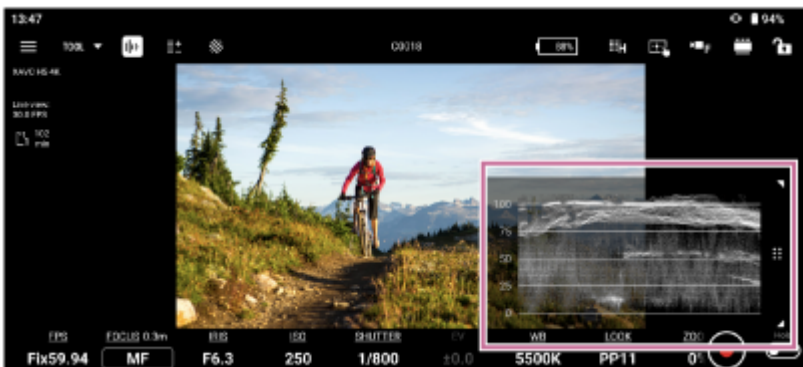 13:47 94%
TOOL C0018 88% H F
XAVC HS 4K
Live view:
30.0 FPS
102
min
100
75
50
25
0
FPS FOCUS 0.3m IRIS ISO SHUTTER EV WB LOOK
Fix59.94 MF F6.3 250 1/800 ±0.0 5500K PP11